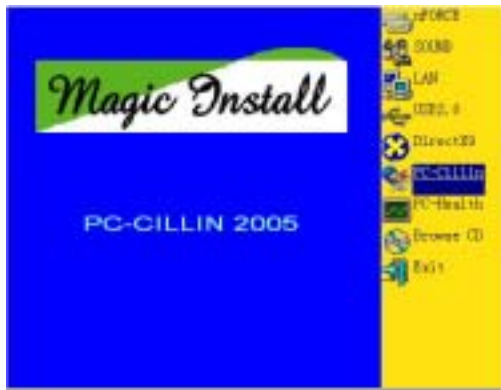 Magic Install
PC-CILLIN 2005
nFORCE
SOUND
LAN
USB2.0
DirectX9
PC-Cillin
PC-Health
Browse CD
Exit